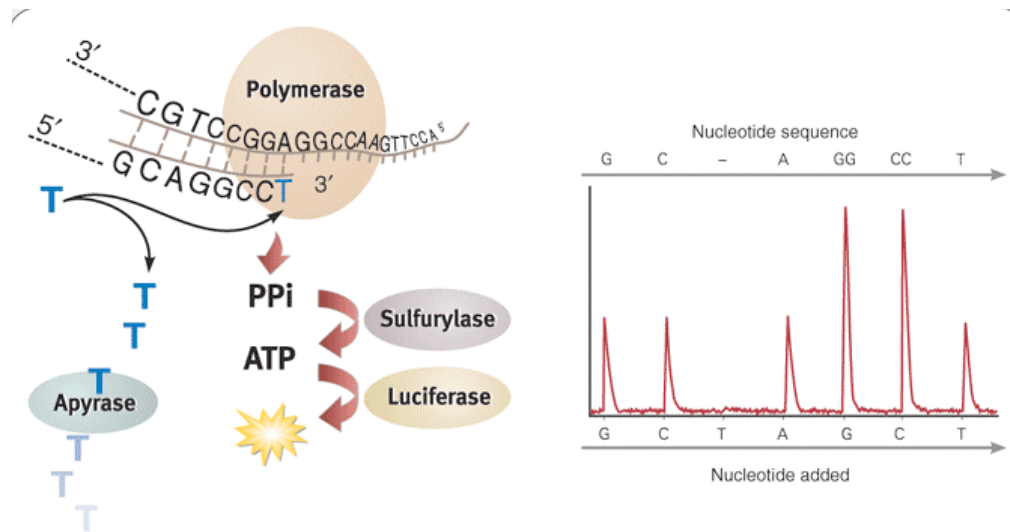 3'
CGTCCGGAGGCCAAGTTCCA 5'
5'
GCAGGCCT 3'
Polymerase
T
T
T
T
Apyrase
T
T
T
PPi
Sulfurylase
ATP
Luciferase
Nucleotide sequence
G C – A GG CC T
G C T A G C T
Nucleotide added